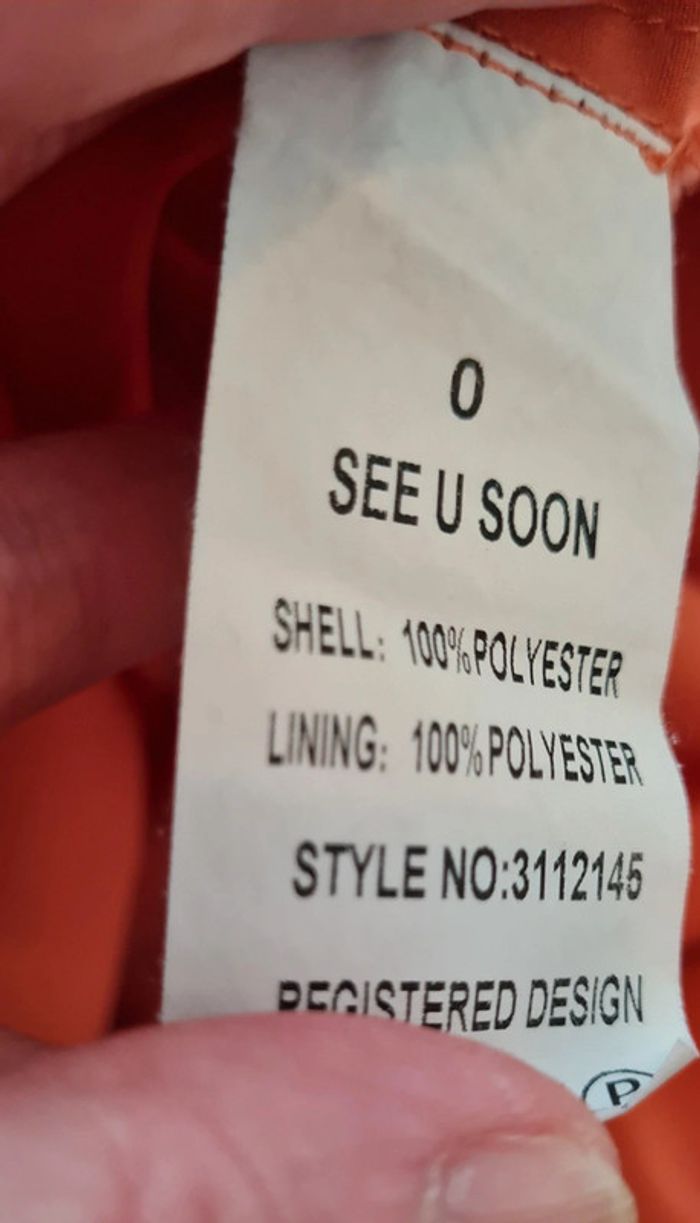 0
SEE U SOON
SHELL: 100%POLYESTER
LINING: 100%POLYESTER
STYLE NO:3112145
REGISTERED DESIGN
P